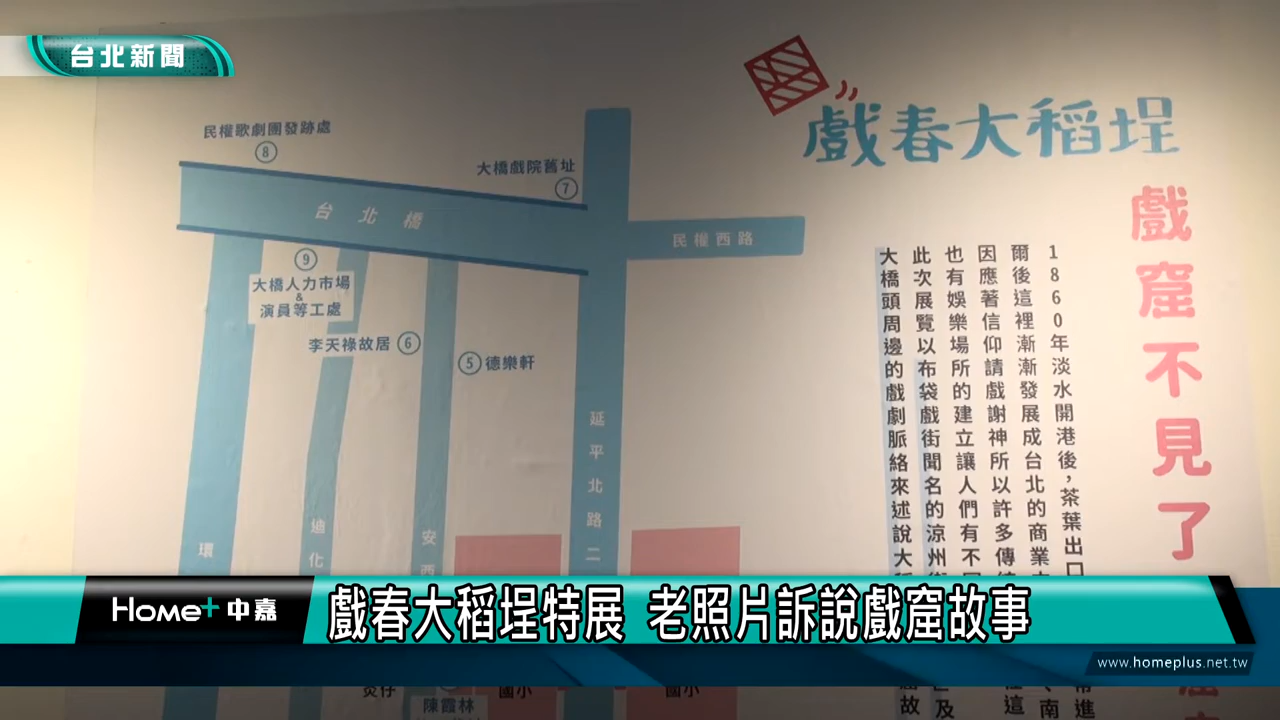 台北新聞
戲春大稻埕
戲窟不見了
1860年淡水開港後,茶葉出口
爾後這裡漸漸發展成台北的商業
因應著信仰請戲謝神所以許多傳
也有娛樂場所的建立讓人們有不
此次展覽以布袋戲街聞名的涼州
大橋頭周邊的戲劇脈絡來述說大
民權歌劇團發跡處
⑧
大橋戲院舊址
⑦
台北橋
民權西路
⑨
大橋人力市場
&
演員等工處
李天祿故居 ⑥
⑤ 德樂軒
延平北路二
迪化
安西
環
Home+中嘉
戲春大稻埕特展 老照片訴說戲窟故事
www.homeplus.net.tw
陳霞林
國小
國小